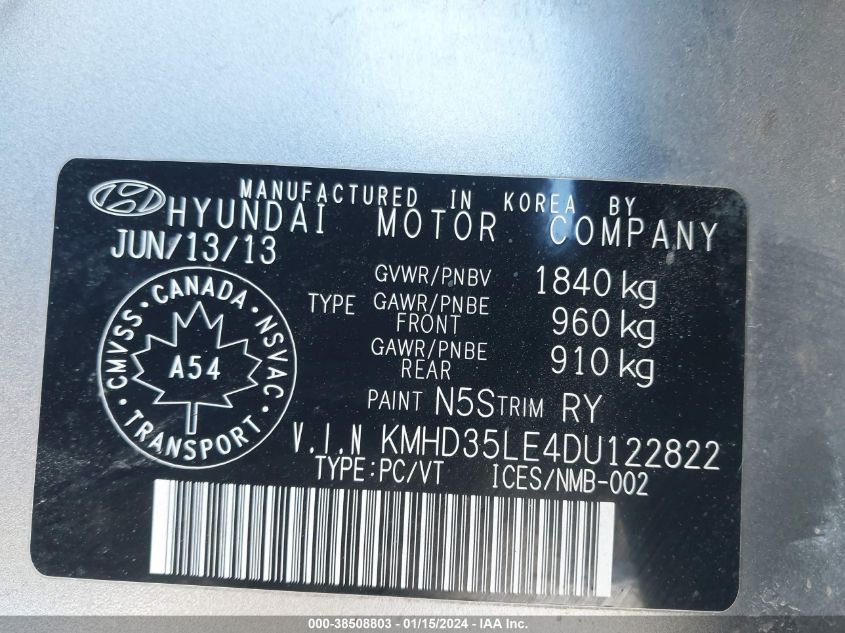 MANUFACTURED IN KOREA BY
HYUNDAI MOTOR COMPANY
JUN/13/13
GVWR/PNBV 1840 kg
TYPE GAWR/PNBE FRONT 960 kg
GAWR/PNBE REAR 910 kg
PAINT N5S TRIM RY
V.I.N KMHD35LE4DU122822
TYPE:PC/VT ICES/NMB-002
CMVSS · CANADA · NSVAC · TRANSPORT ·
A54
000-38508803 - 01/15/2024 - IAAI.com